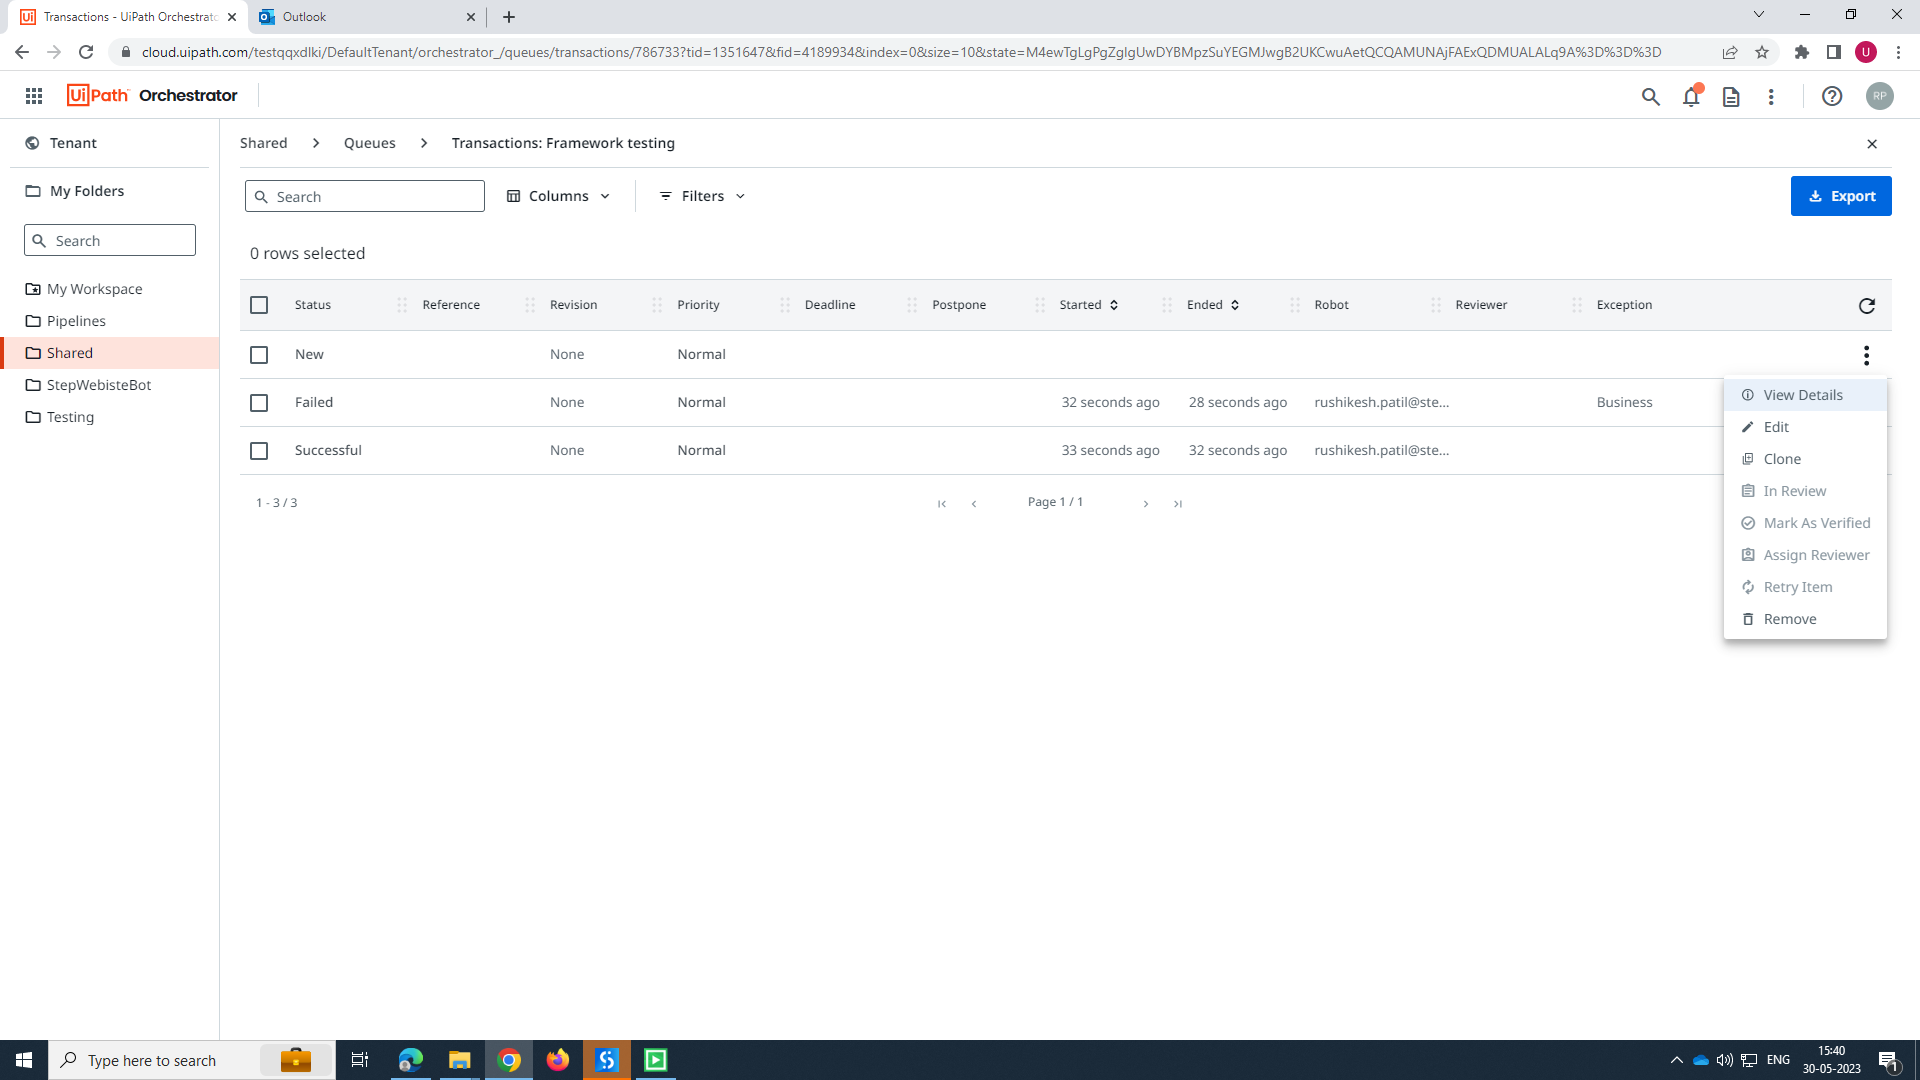 Transactions - UiPath Orchestrato
Outlook
cloud.uipath.com/testqqxdlki/DefaultTenant/orchestrator_/queues/transactions/786733?tid=1351647&fid=4189934&index=0&size=10&state=M4ewTgLgPgZglgUwDYBMpzSuYEGMJwgB2UKCwuAetQCQAMUNAjFAExQDMUALALq9A%3D%3D%3D
U
UiPath Orchestrator
RP
Tenant
My Folders
Search
My Workspace
Pipelines
Shared
StepWebisteBot
Testing
Shared
Queues
Transactions: Framework testing
Search
Columns
Filters
Export
0 rows selected
Status Reference Revision Priority Deadline Postpone Started Ended Robot Reviewer Exception
New None Normal
Failed None Normal 32 seconds ago 28 seconds ago rushikesh.patil@ste... Business
Successful None Normal 33 seconds ago 32 seconds ago rushikesh.patil@ste...
1 - 3 / 3
Page 1 / 1
View Details
Edit
Clone
In Review
Mark As Verified
Assign Reviewer
Retry Item
Remove
Type here to search
ENG
15:40
30-05-2023
1